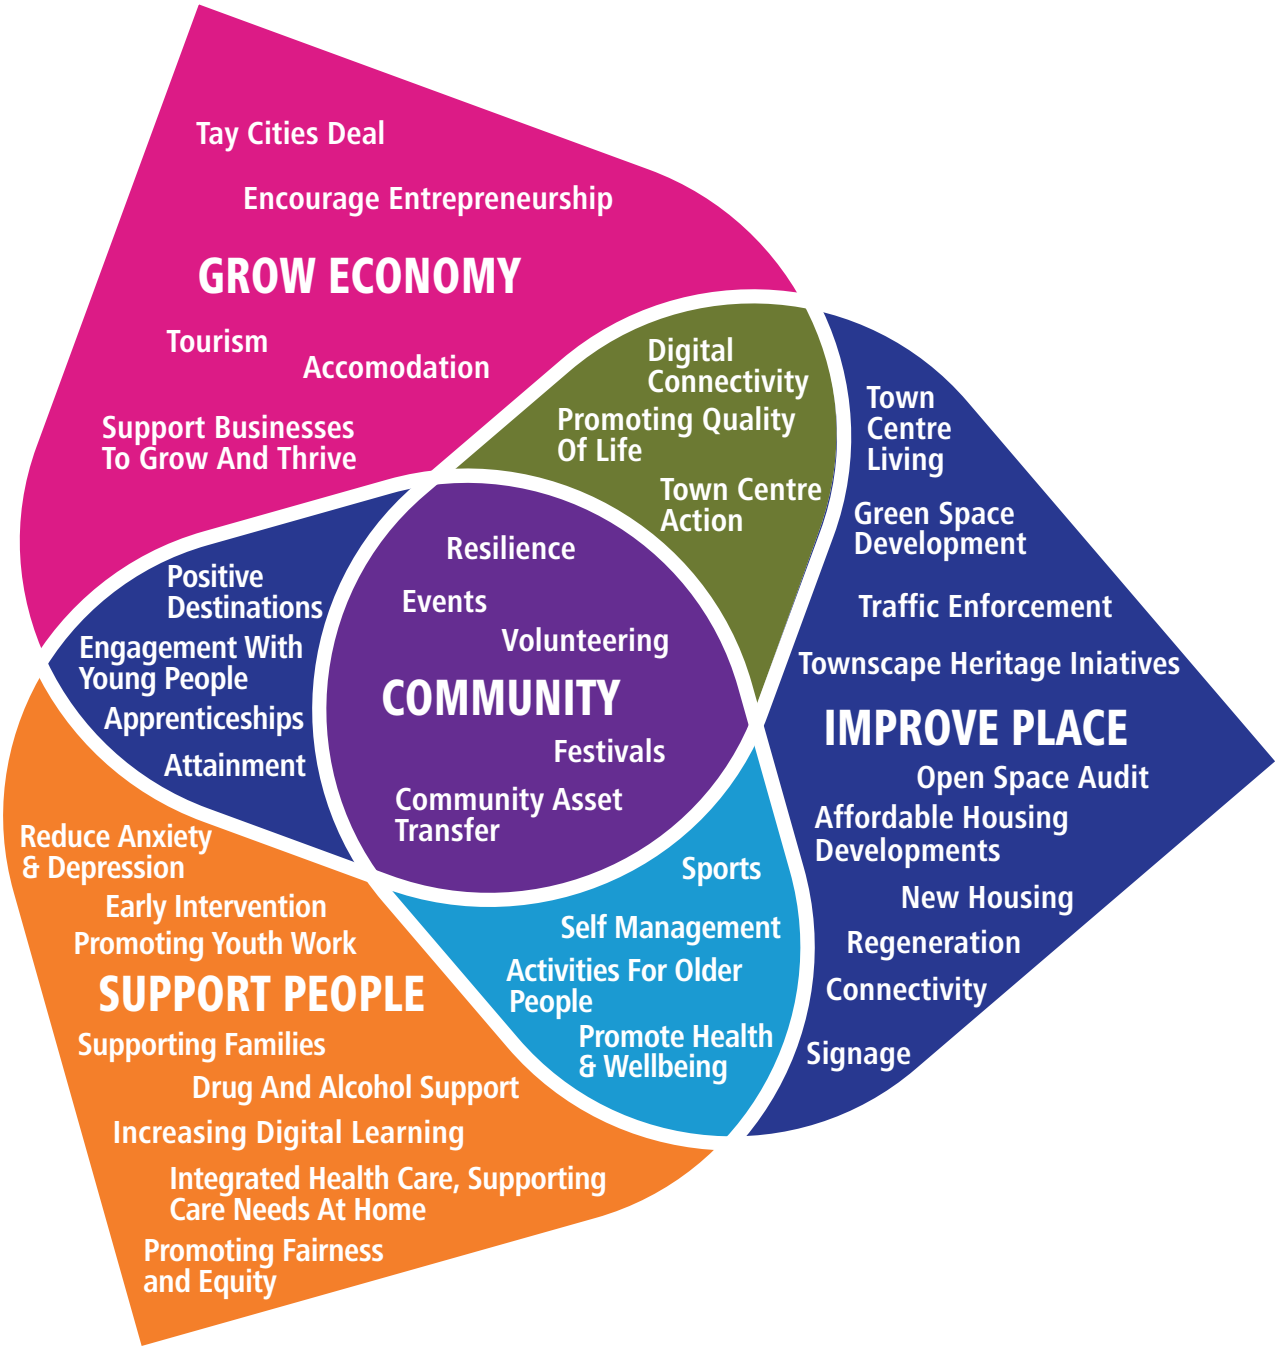 Tay Cities Deal
Encourage Entrepreneurship
GROW ECONOMY
Tourism
Accomodation
Support Businesses
To Grow And Thrive
Digital
Connectivity
Promoting Quality
Of Life
Town Centre
Action
Town
Centre
Living
Green Space
Development
Traffic Enforcement
Townscape Heritage Iniatives
IMPROVE PLACE
Open Space Audit
Affordable Housing
Developments
New Housing
Regeneration
Connectivity
Signage
Positive
Destinations
Engagement With
Young People
Apprenticeships
Attainment
Resilience
Events
Volunteering
COMMUNITY
Festivals
Community Asset
Transfer
Sports
Self Management
Activities For Older
People
Promote Health
& Wellbeing
Reduce Anxiety
& Depression
Early Intervention
Promoting Youth Work
SUPPORT PEOPLE
Supporting Families
Drug And Alcohol Support
Increasing Digital Learning
Integrated Health Care, Supporting
Care Needs At Home
Promoting Fairness
and Equity